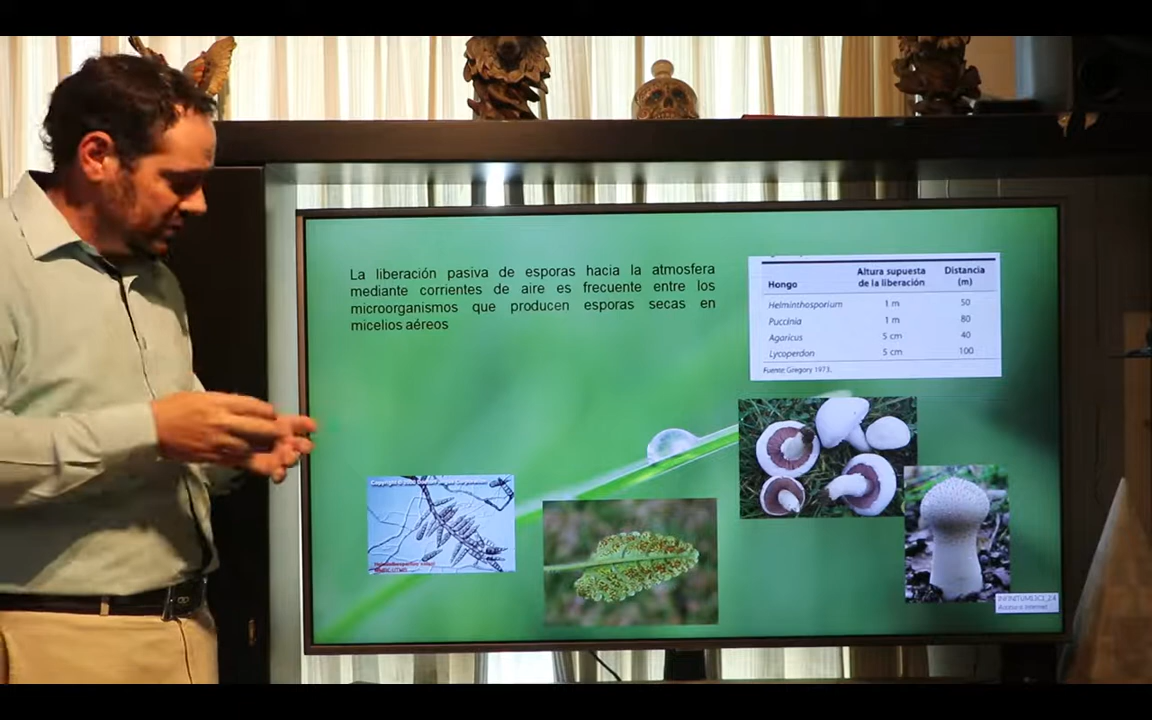 La liberación pasiva de esporas hacia la atmosfera
mediante corrientes de aire es frecuente entre los
microorganismos que producen esporas secas en
micelios aéreos
Hongo Altura supuesta de la liberación Distancia (m)
Helminthosporium 1 m 50
Puccinia 1 m 80
Agaricus 5 cm 40
Lycoperdon 5 cm 100
Fuente: Gregory 1973.
Copyright © Corporation